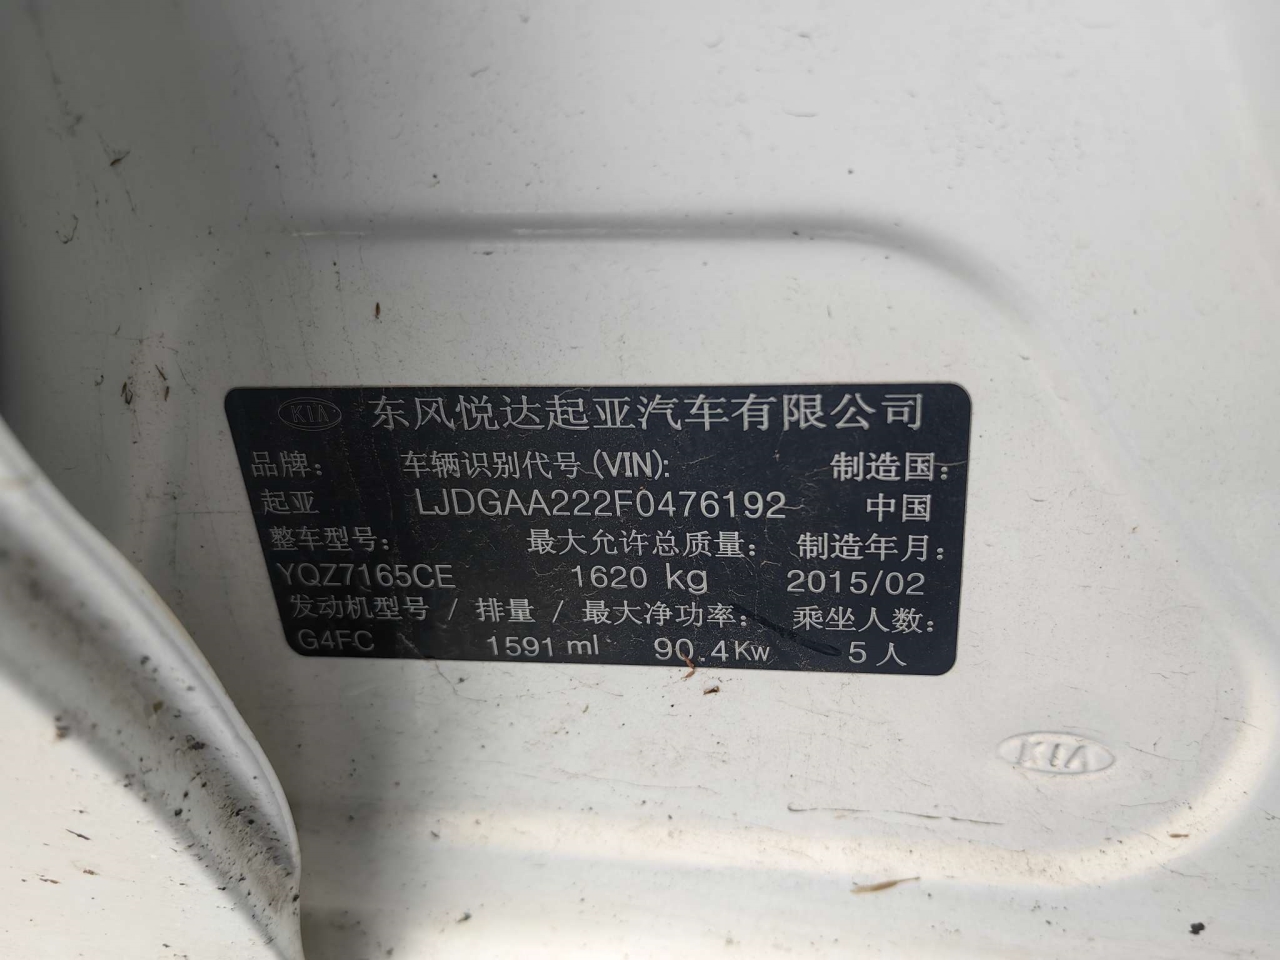 KIA 东风悦达起亚汽车有限公司
品牌: 车辆识别代号(VIN): 制造国:
起亚 LJDGAA222F0476192 中国
整车型号: 最大允许总质量: 制造年月:
YQZ7165CE 1620 kg 2015/02
发动机型号 / 排量 / 最大净功率: 乘坐人数:
G4FC 1591 ml 90.4Kw 5人
KIA